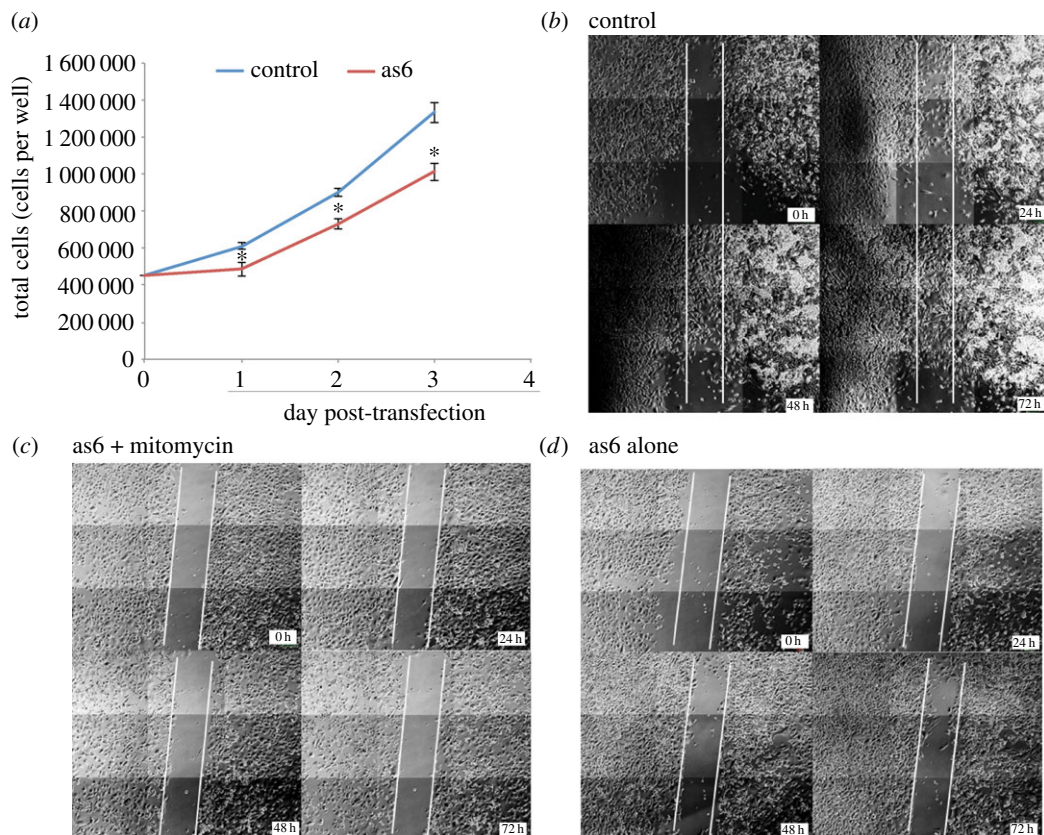 (a)
total cells (cells per well)
1 600 000
1 400 000
1 200 000
1 000 000
800 000
600 000
400 000
200 000
0
control as6
*
*
*
0 1 2 3 4
day post-transfection
(b) control
0 h
24 h
48 h
72 h
(c) as6 + mitomycin
0 h
24 h
48 h
72 h
(d) as6 alone
0 h
24 h
48 h
72 h